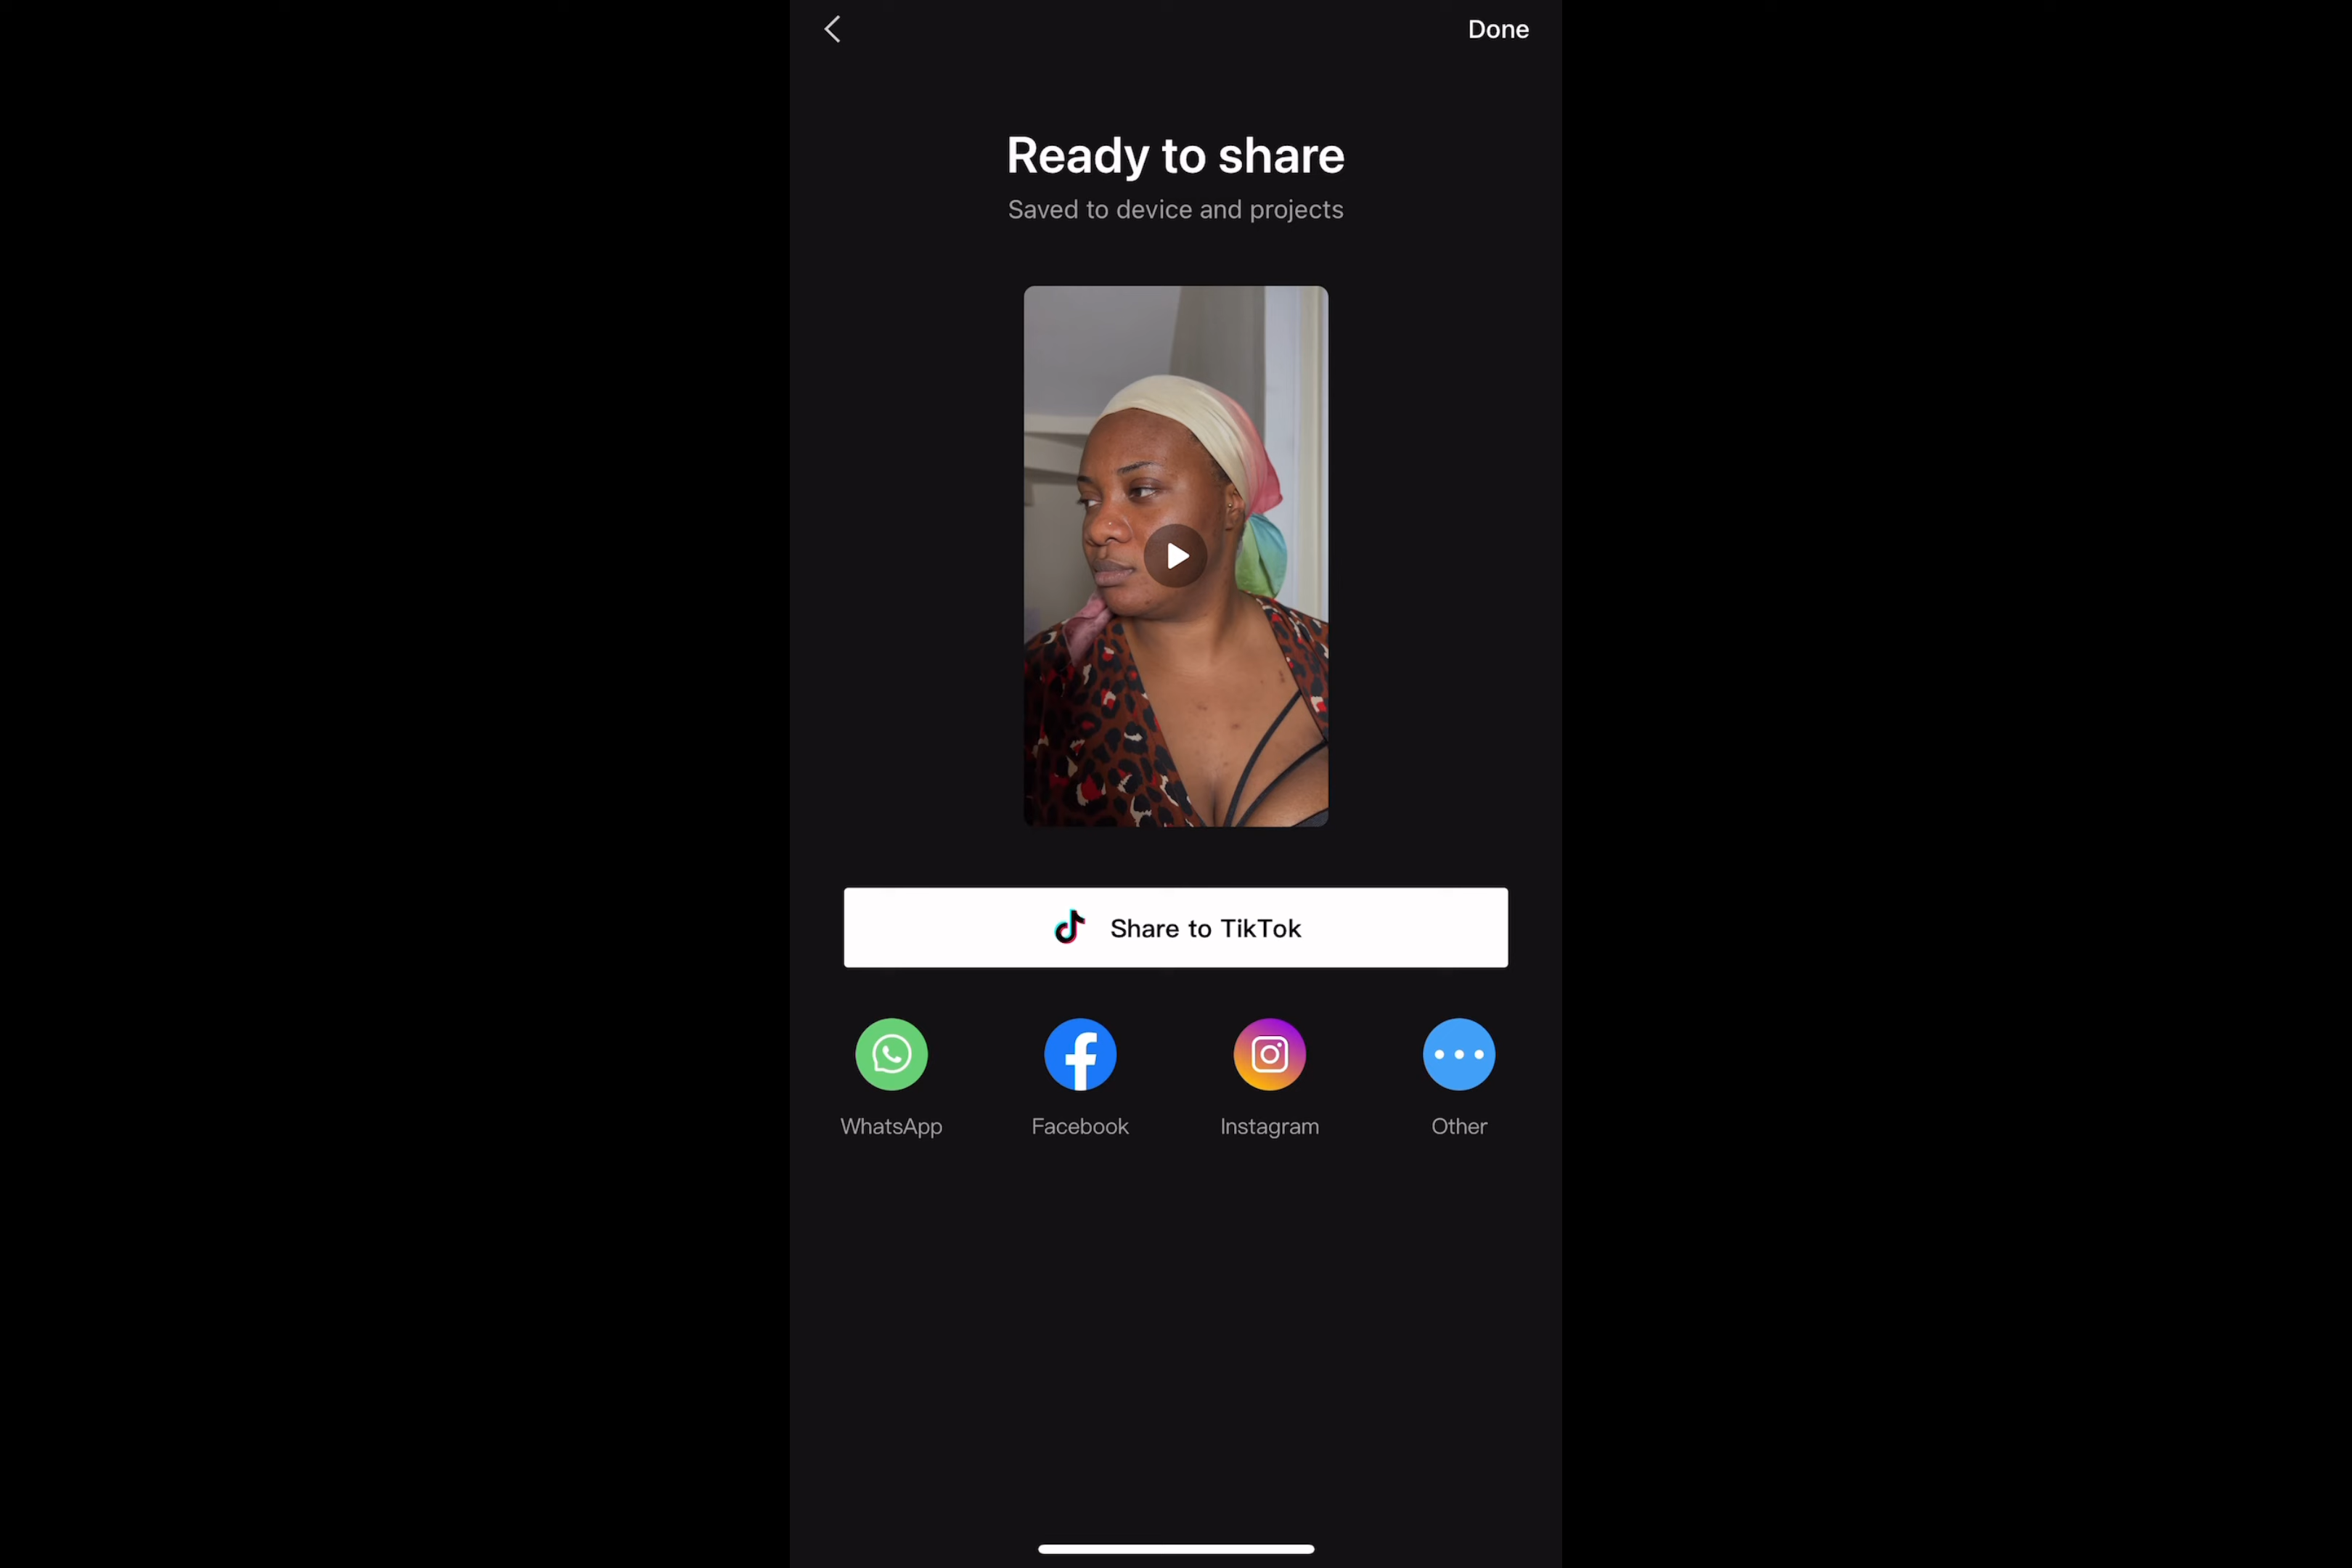 Done
Ready to share
Saved to device and projects
Share to TikTok
WhatsApp
Facebook
Instagram
Other